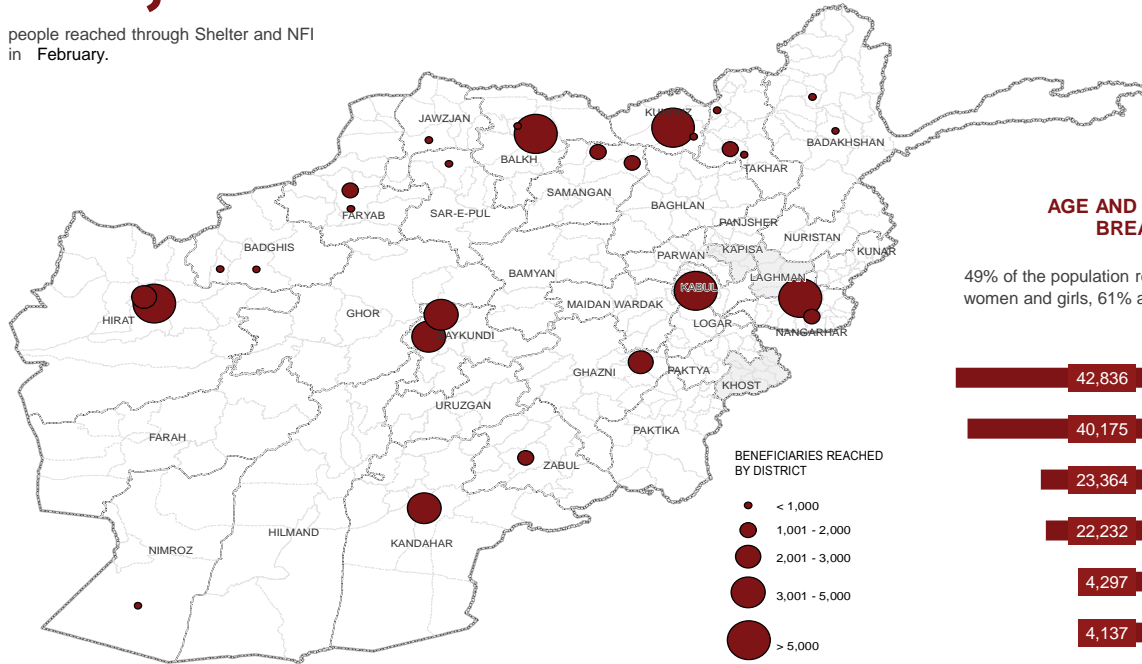 people reached through Shelter and NFI
in February.
JAWZJAN
BALKH
BADAKHSHAN
TAKHAR
SAMANGAN
BAGHLAN
FARYAB
SAR-E-PUL
PANJSHER
NURISTAN
BADGHIS
KAPISA
KUNAR
PARWAN
BAMYAN
LAGHMAN
KABUL
MAIDAN WARDAK
HIRAT
GHOR
LOGAR
NANGARHAR
AYKUNDI
GHAZNI
PAKTYA
KHOST
URUZGAN
PAKTIKA
FARAH
ZABUL
HILMAND
KANDAHAR
NIMROZ
BENEFICIARIES REACHED
BY DISTRICT
< 1,000
1,001 - 2,000
2,001 - 3,000
3,001 - 5,000
> 5,000
AGE AND
BREA
49% of the population re
women and girls, 61% a
42,836
40,175
23,364
22,232
4,297
4,137